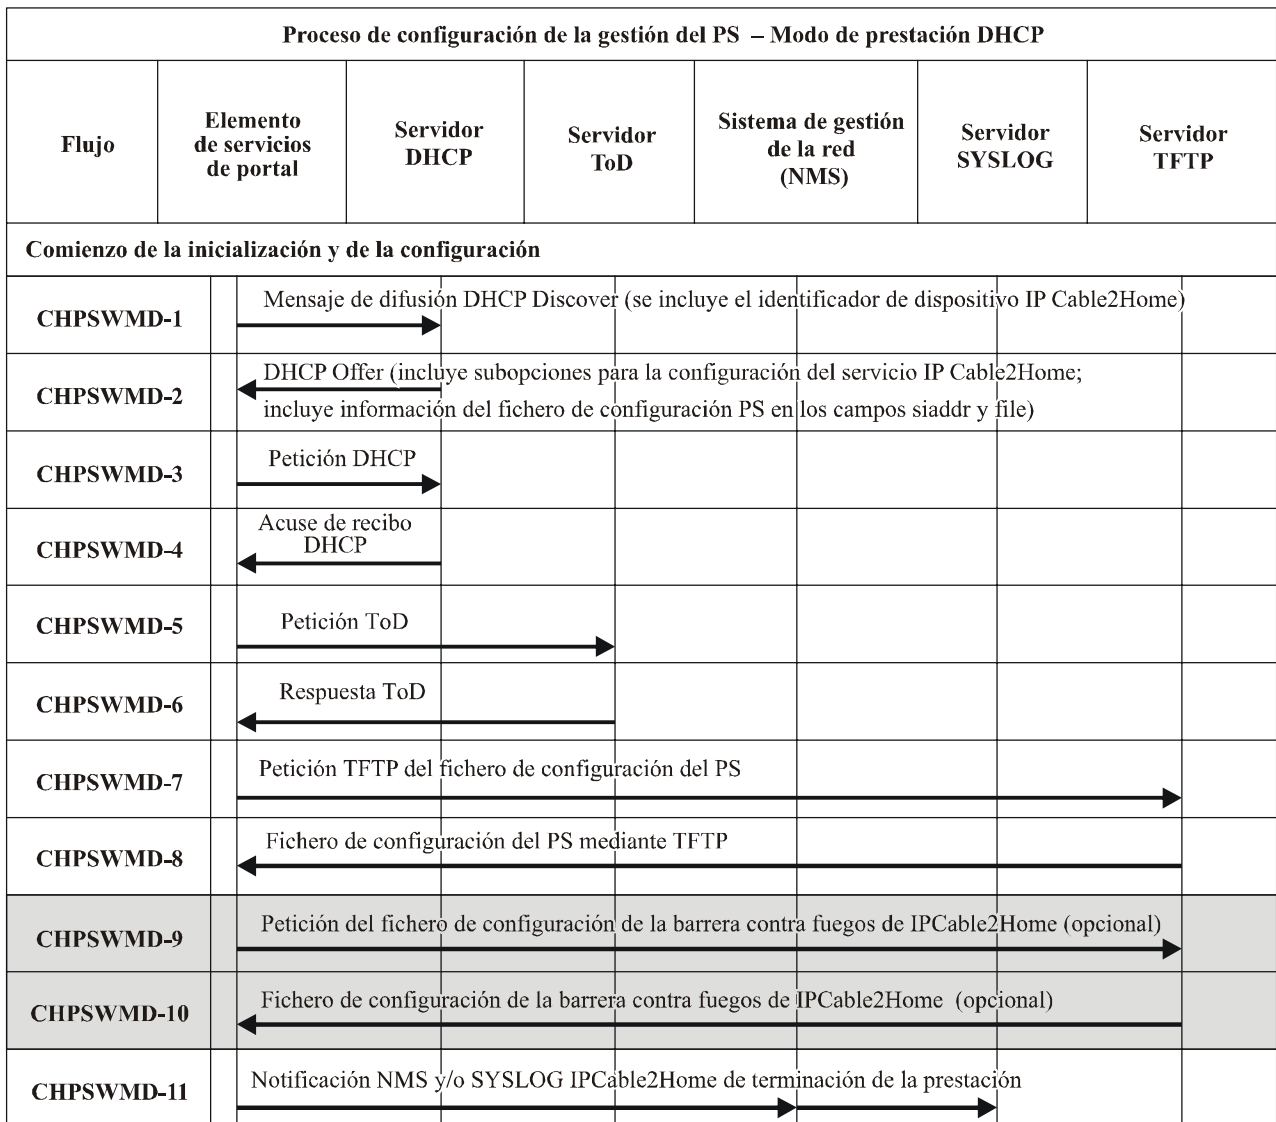 Proceso de configuración de la gestión del PS – Modo de prestación DHCP
Flujo
Elemento
de servicios
de portal
Servidor
DHCP
Servidor
ToD
Sistema de gestión
de la red
(NMS)
Servidor
SYSLOG
Servidor
TFTP
Comienzo de la inicialización y de la configuración
CHPSWMD-1
Mensaje de difusión DHCP Discover (se incluye el identificador de dispositivo IP Cable2Home)
CHPSWMD-2
DHCP Offer (incluye subopciones para la configuración del servicio IP Cable2Home;
incluye información del fichero de configuración PS en los campos siaddr y file)
CHPSWMD-3
Petición DHCP
CHPSWMD-4
Acuse de recibo
DHCP
CHPSWMD-5
Petición ToD
CHPSWMD-6
Respuesta ToD
CHPSWMD-7
Petición TFTP del fichero de configuración del PS
CHPSWMD-8
Fichero de configuración del PS mediante TFTP
CHPSWMD-9
Petición del fichero de configuración de la barrera contra fuegos de IPCable2Home (opcional)
CHPSWMD-10
Fichero de configuración de la barrera contra fuegos de IPCable2Home (opcional)
CHPSWMD-11
Notificación NMS y/o SYSLOG IPCable2Home de terminación de la prestación